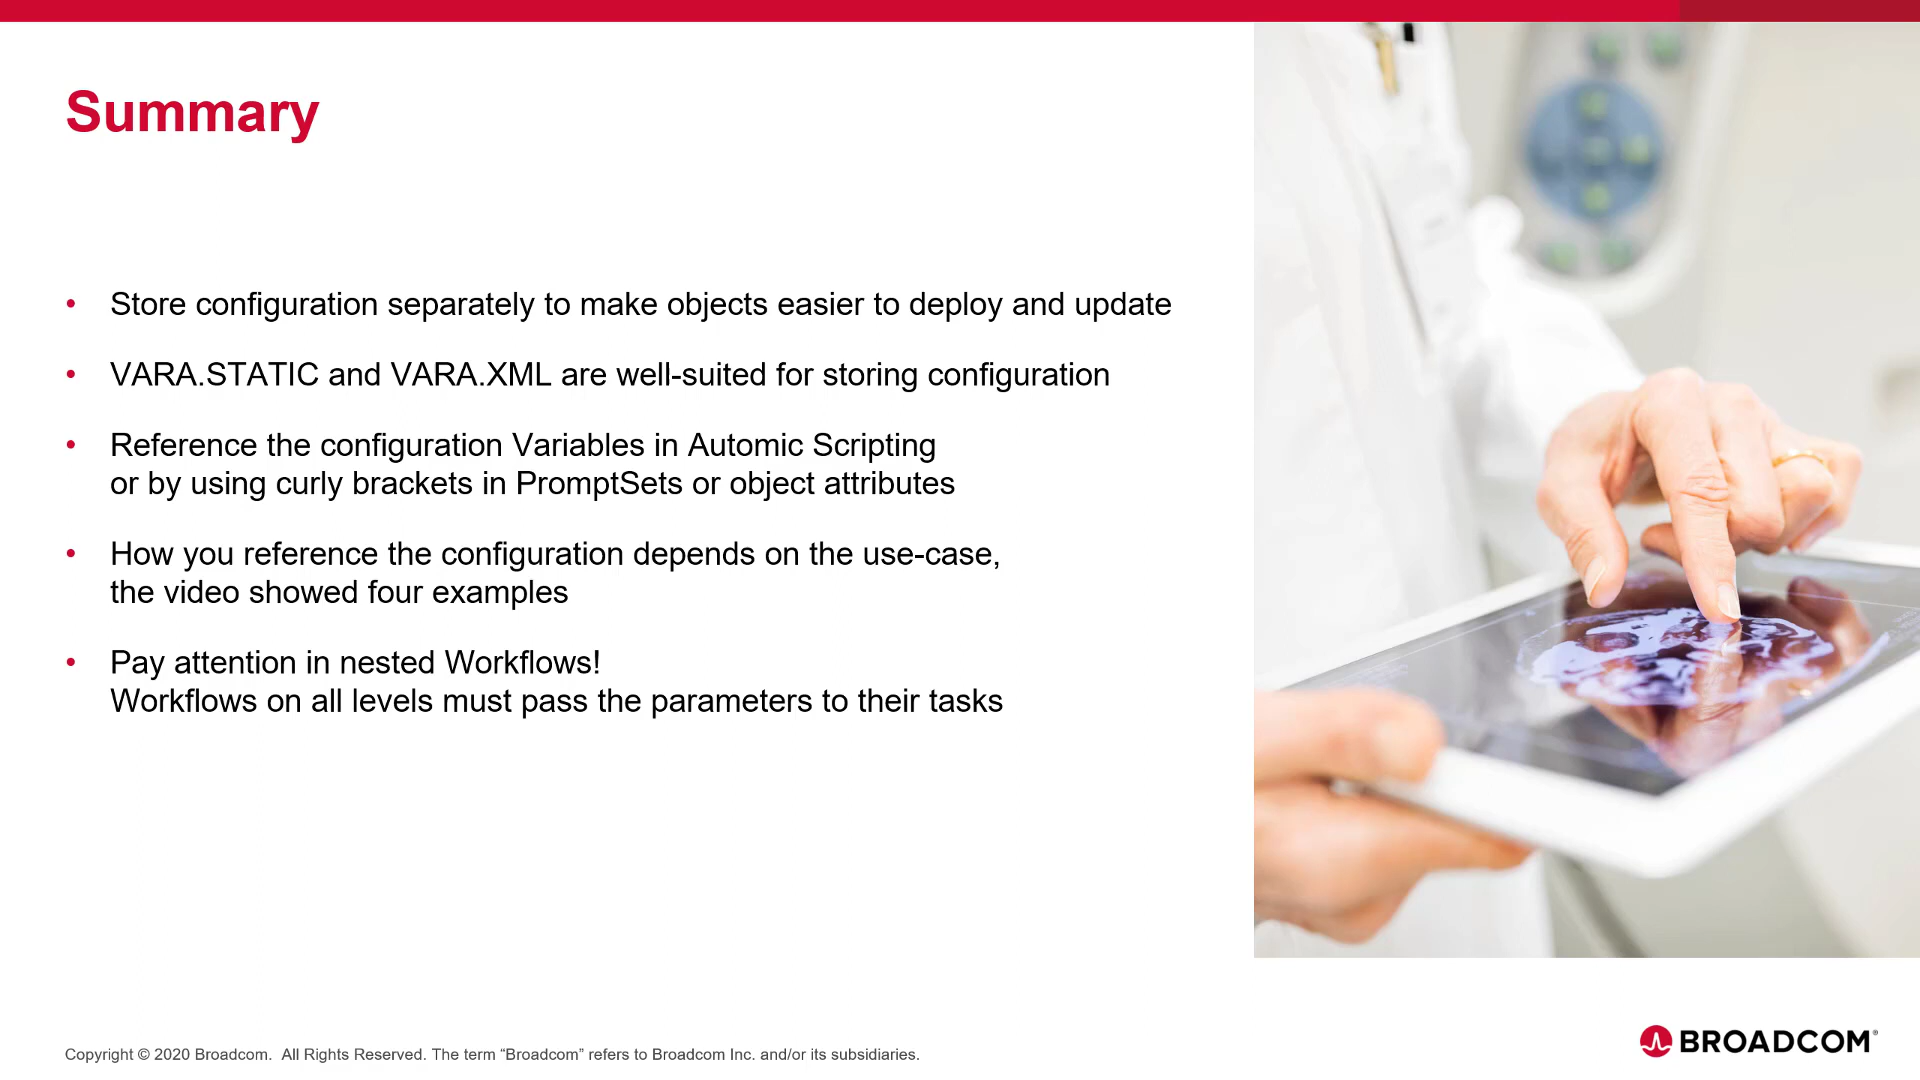 Summary
• Store configuration separately to make objects easier to deploy and update
• VARA.STATIC and VARA.XML are well-suited for storing configuration
• Reference the configuration Variables in Automic Scripting
or by using curly brackets in PromptSets or object attributes
• How you reference the configuration depends on the use-case,
the video showed four examples
• Pay attention in nested Workflows!
Workflows on all levels must pass the parameters to their tasks
Copyright © 2020 Broadcom.  All Rights Reserved. The term “Broadcom” refers to Broadcom Inc. and/or its subsidiaries.
BROADCOM®